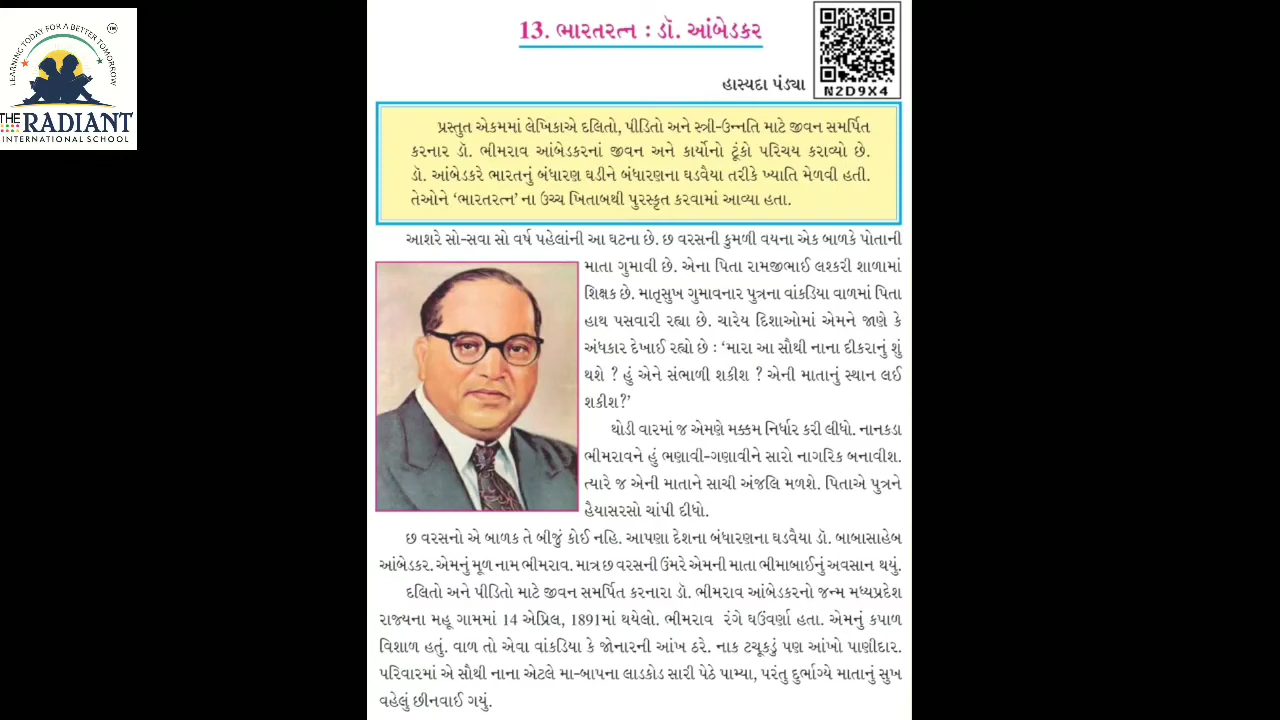 LEARNING TODAY FOR A BETTER TOMORROW
TM
THE RADIANT
INTERNATIONAL SCHOOL
13. ભારતરત્ન : ડૉ. આંબેડકર
હાસ્યદા પંડ્યા
N2D9X4
પ્રસ્તુત એકમમાં લેખિકાએ દલિતો, પીડિતો અને સ્ત્રી-ઉન્નતિ માટે જીવન સમર્પિત
કરનાર ડૉ. ભીમરાવ આંબેડકરનાં જીવન અને કાર્યોનો ટૂંકો પરિચય કરાવ્યો છે.
ડૉ. આંબેડકરે ભારતનું બંધારણ ઘડીને બંધારણના ઘડવૈયા તરીકે ખ્યાતિ મેળવી હતી.
તેઓને ‘ભારતરત્ન’ ના ઉચ્ચ ખિતાબથી પુરસ્કૃત કરવામાં આવ્યા હતા.
આશરે સો-સવા સો વર્ષ પહેલાંની આ ઘટના છે. છ વરસની કુમળી વયના એક બાળકે પોતાની
માતા ગુમાવી છે. એના પિતા રામજીભાઈ લશ્કરી શાળામાં
શિક્ષક છે. માતૃસુખ ગુમાવનાર પુત્રના વાંકડિયા વાળમાં પિતા
હાથ પસવારી રહ્યા છે. ચારેય દિશાઓમાં એમને જાણે કે
અંધકાર દેખાઈ રહ્યો છે : ‘મારા આ સૌથી નાના દીકરાનું શું
થશે ? હું એને સંભાળી શકીશ ? એની માતાનું સ્થાન લઈ
શકીશ?’
થોડી વારમાં જ એમણે મક્કમ નિર્ધાર કરી લીધો. નાનકડા
ભીમરાવને હું ભણાવી-ગણાવીને સારો નાગરિક બનાવીશ.
ત્યારે જ એની માતાને સાચી અંજલિ મળશે. પિતાએ પુત્રને
હૈયાસરસો ચાંપી દીધો.
છ વરસનો એ બાળક તે બીજું કોઈ નહિ. આપણા દેશના બંધારણના ઘડવૈયા ડૉ. બાબાસાહેબ
આંબેડકર. એમનું મૂળ નામ ભીમરાવ. માત્ર છ વરસની ઉંમરે એમની માતા ભીમાબાઈનું અવસાન થયું.
દલિતો અને પીડિતો માટે જીવન સમર્પિત કરનારા ડૉ. ભીમરાવ આંબેડકરનો જન્મ મધ્યપ્રદેશ
રાજ્યના મહૂ ગામમાં 14 એપ્રિલ, 1891માં થયેલો. ભીમરાવ રંગે ઘઉંવર્ણા હતા. એમનું કપાળ
વિશાળ હતું. વાળ તો એવા વાંકડિયા કે જોનારની આંખ ઠરે. નાક ટચૂકડું પણ આંખો પાણીદાર.
પરિવારમાં એ સૌથી નાના એટલે મા-બાપના લાડકોડ સારી પેઠે પામ્યા, પરંતુ દુર્ભાગ્યે માતાનું સુખ
વહેલું છીનવાઈ ગયું.